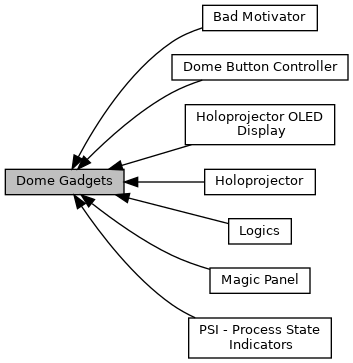 Bad Motivator
Dome Button Controller
Holoprojector OLED
Display
Dome Gadgets
Holoprojector
Logics
Magic Panel
PSI - Process State
Indicators